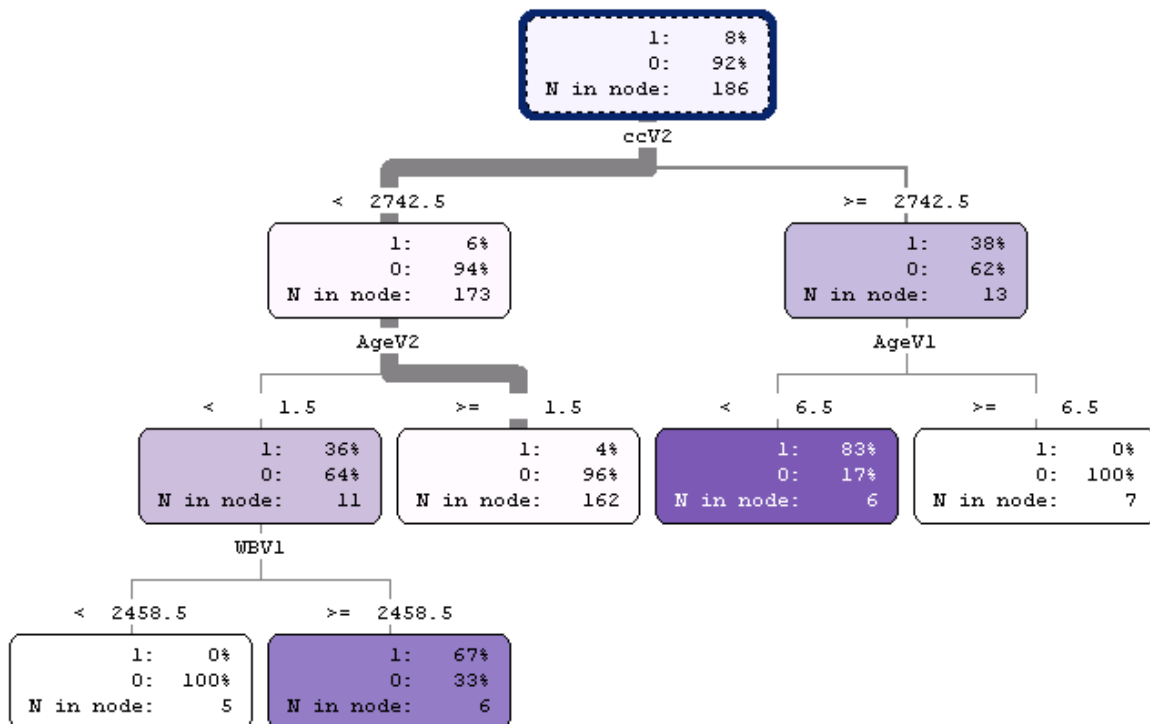 1: 8%
0: 92%
N in node: 186
ccV2
< 2742.5 >= 2742.5
1: 6%
0: 94%
N in node: 173
1: 38%
0: 62%
N in node: 13
AgeV2 AgeV1
< 1.5 >= 1.5 < 6.5 >= 6.5
1: 36%
0: 64%
N in node: 11
1: 4%
0: 96%
N in node: 162
1: 83%
0: 17%
N in node: 6
1: 0%
0: 100%
N in node: 7
WBV1
< 2458.5 >= 2458.5
1: 0%
0: 100%
N in node: 5
1: 67%
0: 33%
N in node: 6